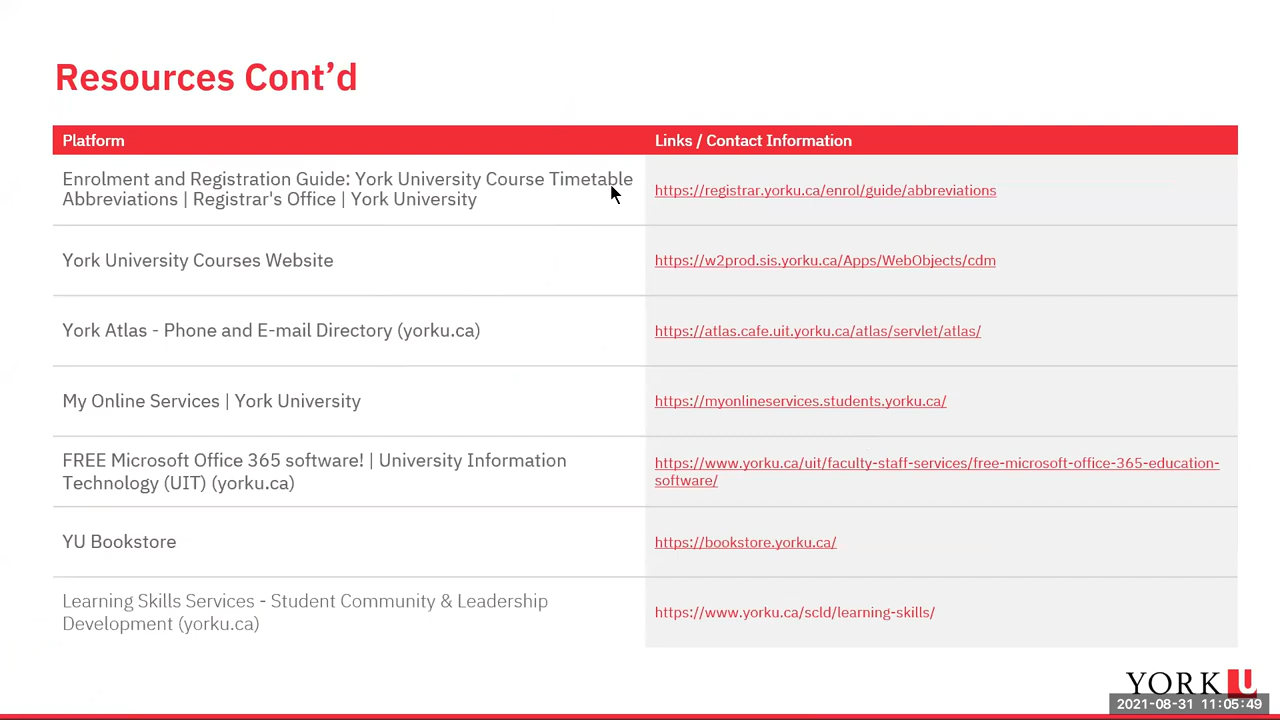 Resources Cont’d
Platform
Links / Contact Information
Enrolment and Registration Guide: York University Course Timetable
Abbreviations | Registrar's Office | York University
https://registrar.yorku.ca/enrol/guide/abbreviations
York University Courses Website
https://w2prod.sis.yorku.ca/Apps/WebObjects/cdm
York Atlas - Phone and E-mail Directory (yorku.ca)
https://atlas.cafe.uit.yorku.ca/atlas/servlet/atlas/
My Online Services | York University
https://myonlineservices.students.yorku.ca/
FREE Microsoft Office 365 software! | University Information
Technology (UIT) (yorku.ca)
https://www.yorku.ca/uit/faculty-staff-services/free-microsoft-office-365-education-
software/
YU Bookstore
https://bookstore.yorku.ca/
Learning Skills Services - Student Community & Leadership
Development (yorku.ca)
https://www.yorku.ca/scld/learning-skills/
YORK U
2021-08-31 11:05:49